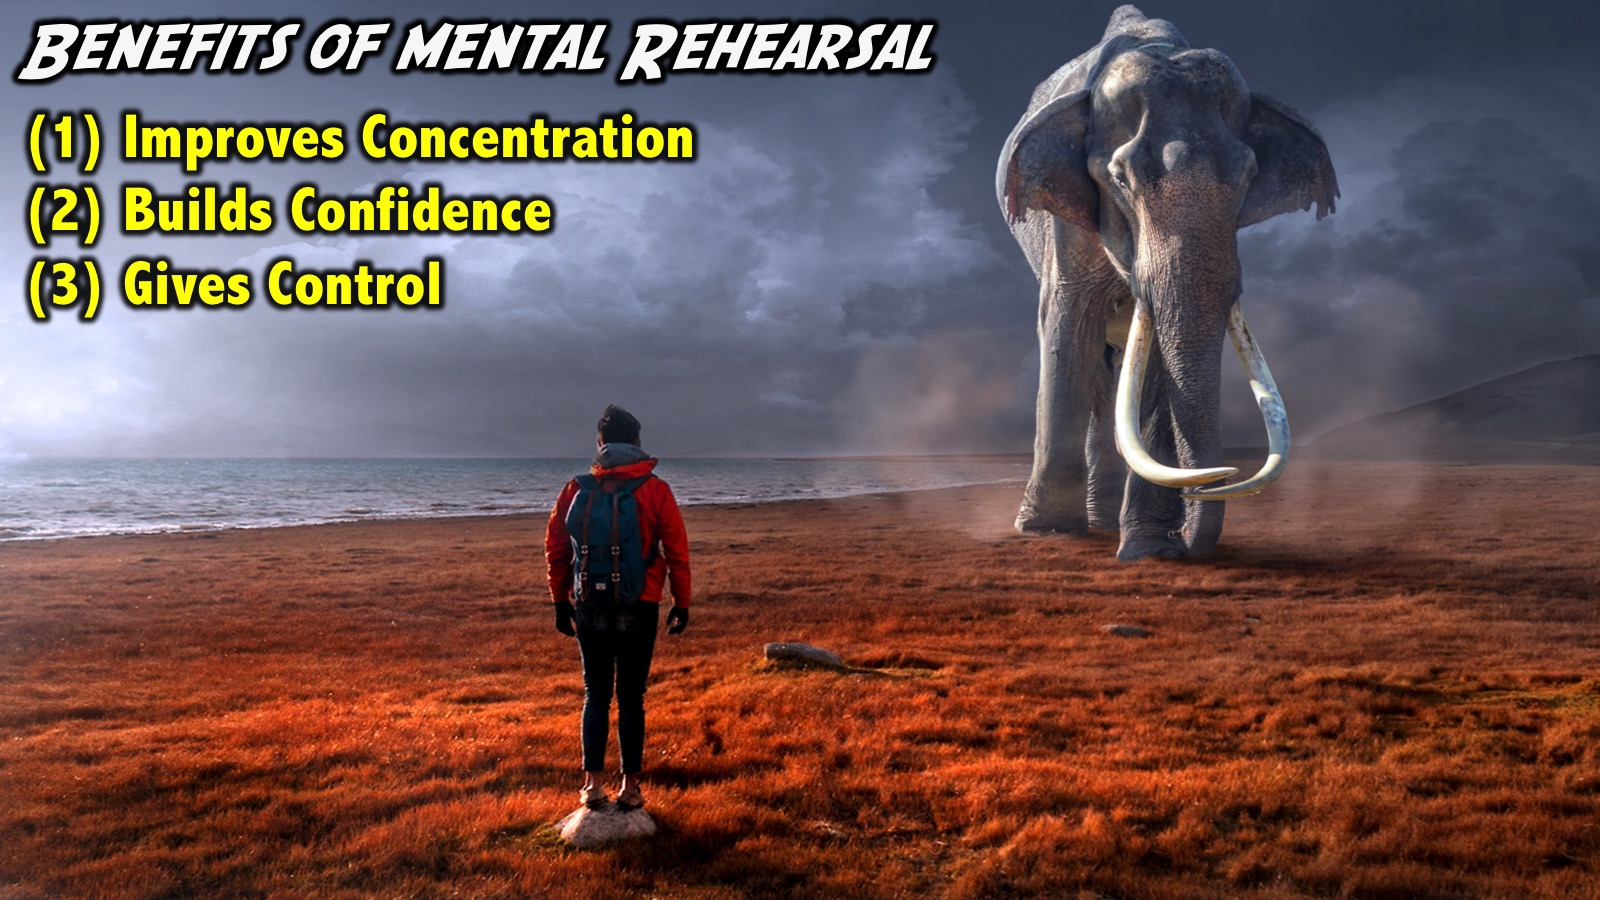 Benefits of Mental Rehearsal
(1) Improves Concentration
(2) Builds Confidence
(3) Gives Control